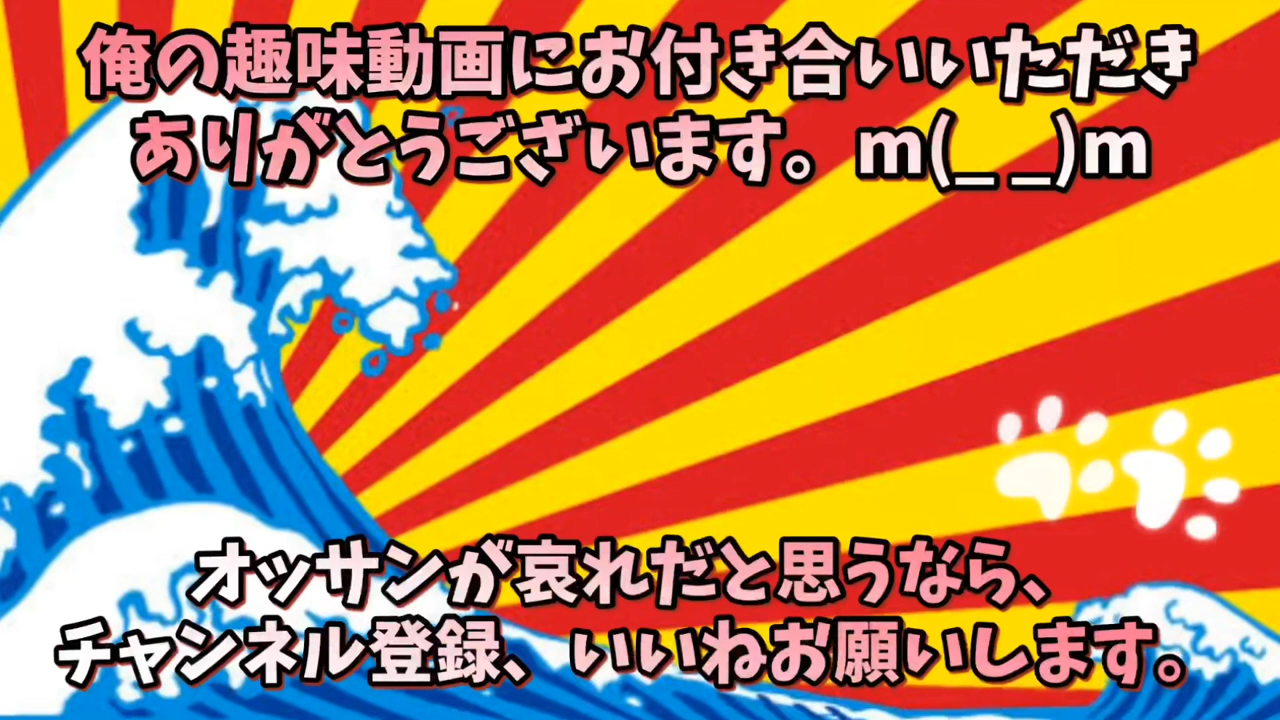 俺の趣味動画にお付き合いいただき
ありがとうございます。m(_ _)m
オッサンが哀れだと思うなら、
チャンネル登録、いいねお願いします。